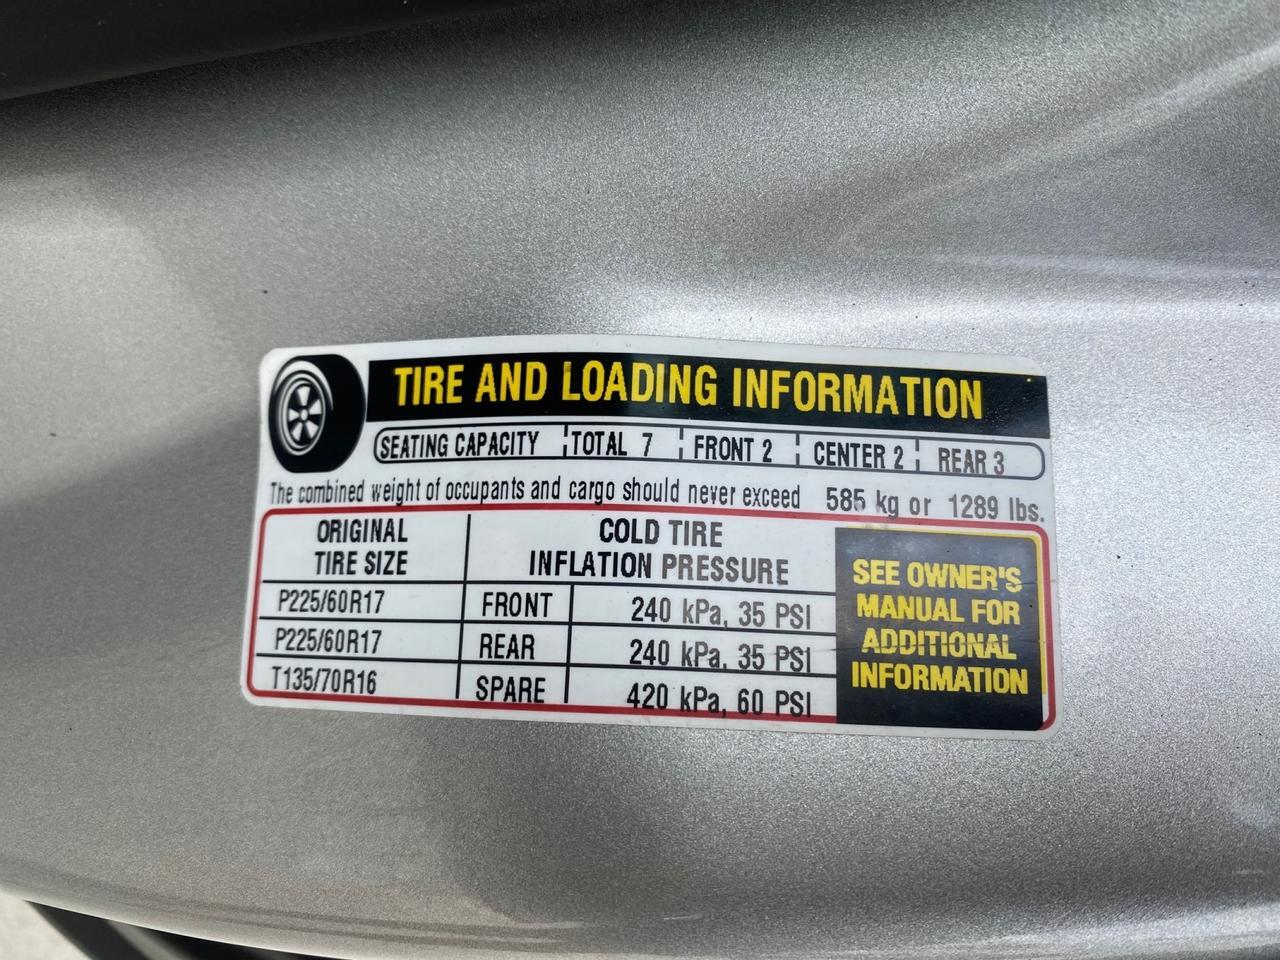 TIRE AND LOADING INFORMATION
SEATING CAPACITY TOTAL 7 FRONT 2 CENTER 2 REAR 3
The combined weight of occupants and cargo should never exceed 585 kg or 1289 lbs.
ORIGINAL TIRE SIZE
COLD TIRE INFLATION PRESSURE
P225/60R17 FRONT 240 kPa, 35 PSI
P225/60R17 REAR 240 kPa, 35 PSI
T135/70R16 SPARE 420 kPa, 60 PSI
SEE OWNER'S
MANUAL FOR
ADDITIONAL
INFORMATION